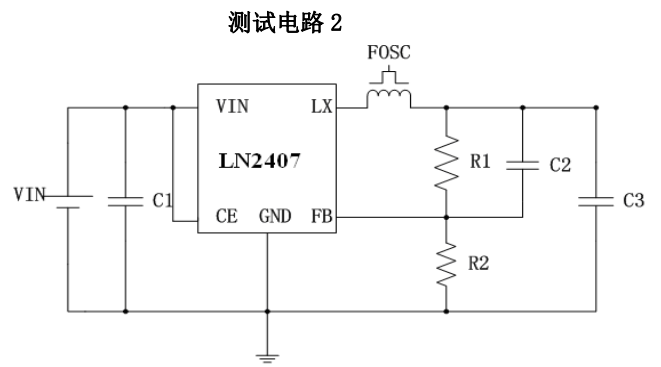 测试电路 2
FOSC
VIN LX
LN2407
R1 C2
VIN C1 C3
CE GND FB
R2